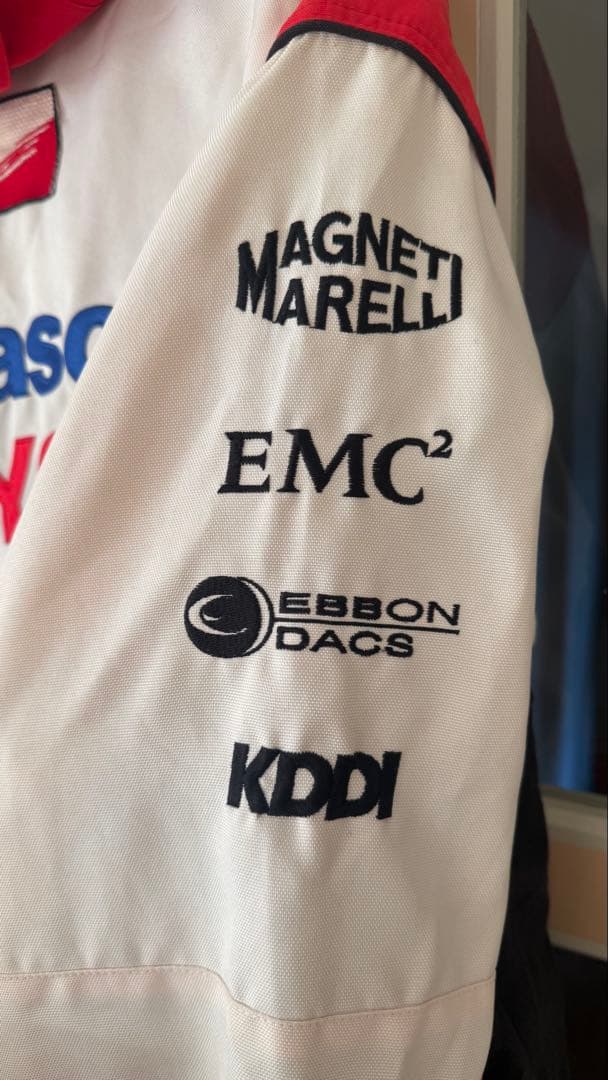 MAGNETI
MARELLI
EMC²
EBBON
DACS
KDDI